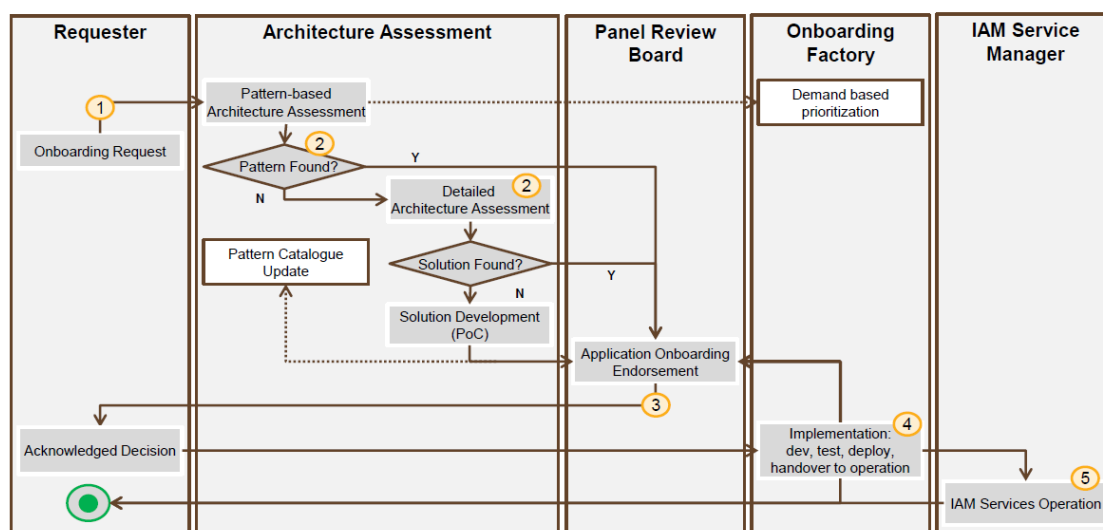 Requester
Architecture Assessment
Panel Review
Board
Onboarding
Factory
IAM Service
Manager
1
Pattern-based
Architecture Assessment
Demand based
prioritization
Onboarding Request
2
Pattern Found?
Y
N
2
Detailed
Architecture Assessment
Pattern Catalogue
Update
Solution Found?
Y
N
Solution Development
(PoC)
Application Onboarding
Endorsement
3
Acknowledged Decision
4
Implementation:
dev, test, deploy,
handover to operation
5
IAM Services Operation